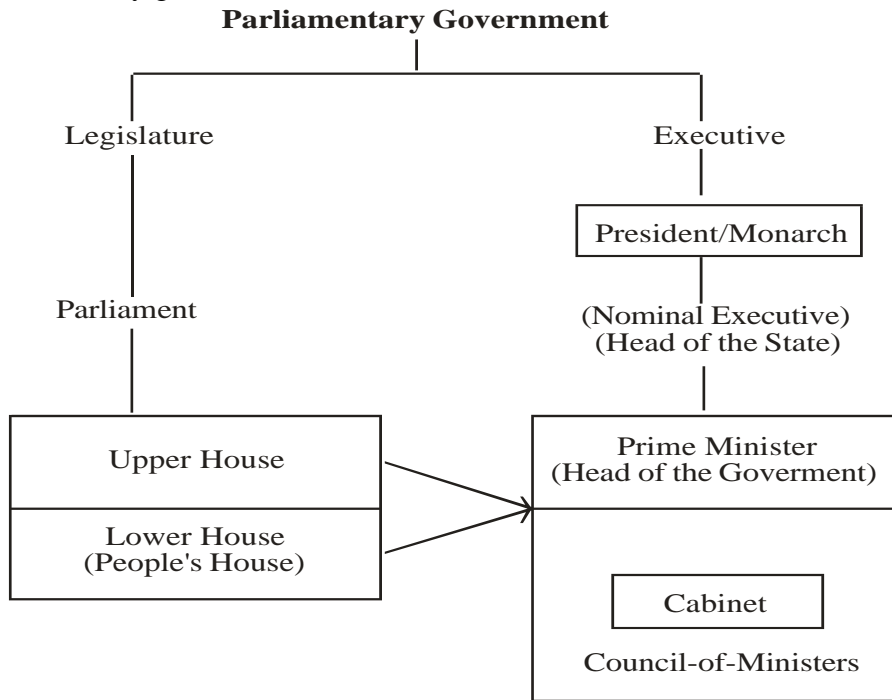 Parliamentary Government
Legislature
Executive
President/Monarch
Parliament
(Nominal Executive)
(Head of the State)
Upper House
Prime Minister
(Head of the Goverment)
Lower House
(People's House)
Cabinet
Council-of-Ministers